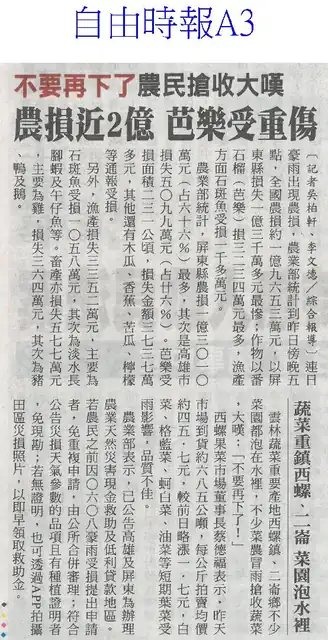 自由時報A3
不要再下了 農民搶收大嘆
農損近2億 芭樂受重傷
〔記者吳柏軒、李文德／綜合報導〕連日
豪雨出現農損，農業部統計到昨日傍晚五
點，全國農損約一億九六五三萬元，以屏
東縣損失一億三千多萬元最慘；作物以番
石榴（芭樂）損三二三四萬元最多，漁產
方面石斑魚受損一千多萬元。
農業部統計，屏東縣農損一億三○一○
萬元（占六十六％）最多，其次是高雄市
損失五○九九萬元（占廿六％）。芭樂受
損面積二三一公頃，損失金額三七三七萬
多元，其他還有木瓜、香蕉、苦瓜、檸檬
等通報受損。
另外，漁產損失三三五二萬元，主要為
石斑魚受損一○五八萬元，其次為淡水長
腳蝦及午仔魚等。畜產亦損失五七七萬元
，主要為雞，損失三六四萬元，其次為豬
、鴨及鵝。
蔬菜重鎮西螺、二崙 菜園泡水裡
雲林蔬菜重要產地西螺鎮、二崙鄉不少
菜園都泡在水裡，不少菜農冒雨搶收蔬菜
大嘆：「不要再下了！」
西螺果菜市場董事長蔡德福表示，昨天
市場到貨約六八五公噸，每公斤拍賣均價
約四五．七元，較前日略漲一．七元，白
菜、格藍菜、蚵白菜、油菜等短期葉菜受
雨影響，品質不佳。
農業部表示，已公告高雄及屏東為辦理
農業天然災害現金救助及低利貸款地區。
若農民之前因○六○八豪雨受損提出申請
者，免重複申請，由公所合併審理；符合
公告災損天氣參數的品項且有種植證明者
，免現勘；若無證明，也可透過APP拍攝
田區災損照片，以即早領取救助金。